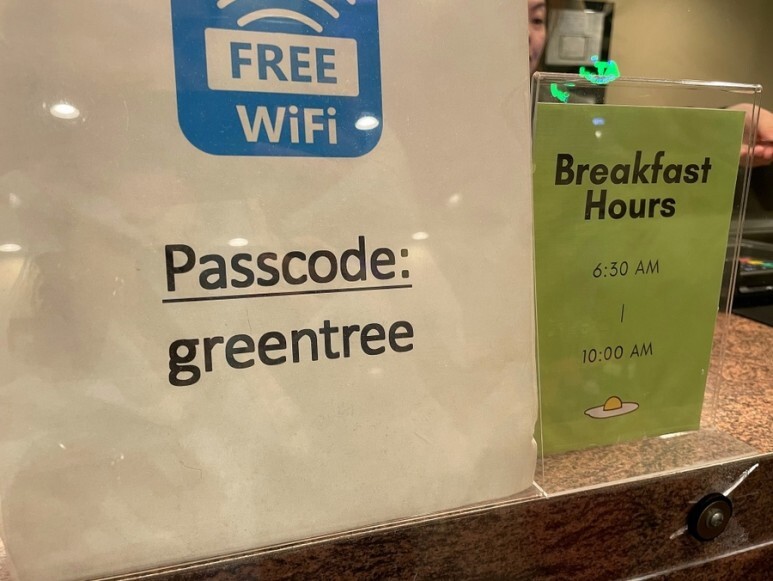 FREE
WiFi
Passcode:
greentree
Breakfast
Hours
6:30 AM
|
10:00 AM